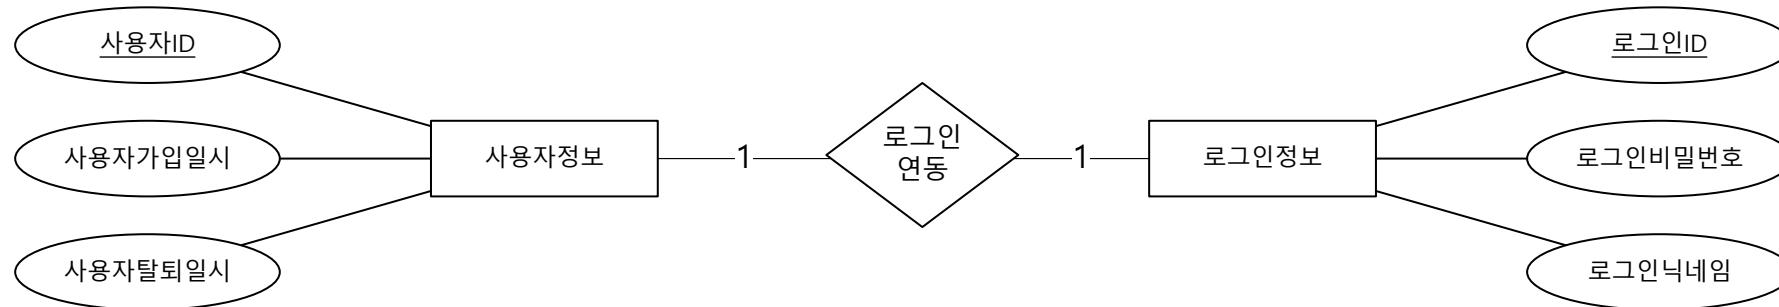 사용자ID
로그인ID
사용자가입일시
사용자정보
1
로그인
연동
1
로그인정보
로그인비밀번호
사용자탈퇴일시
로그인닉네임